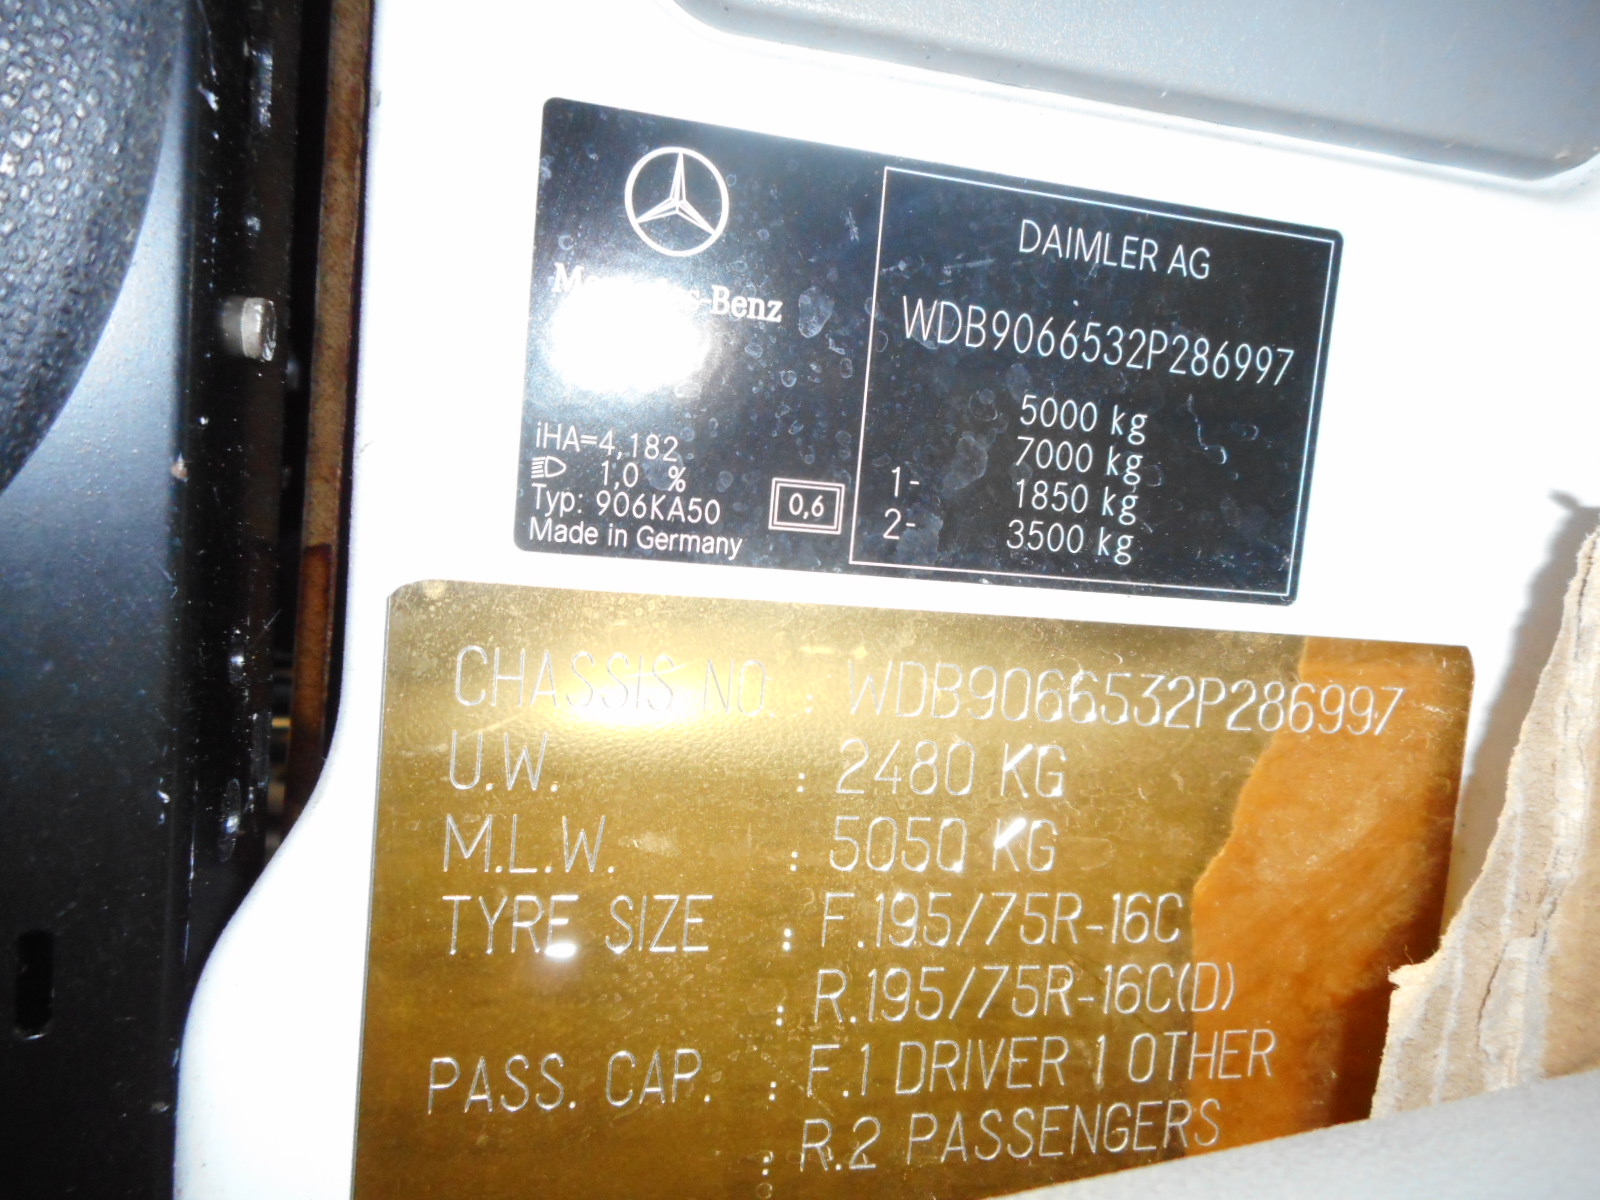 Mercedes-Benz
iHA=4,182
1,0 %
Typ: 906KA50
Made in Germany
0,6
DAIMLER AG
WDB9066532P286997
5000 kg
7000 kg
1- 1850 kg
2- 3500 kg
CHASSIS NO. : WDB9066532P286997
U.W. : 2480 KG
M.L.W. : 5050 KG
TYRE SIZE : F.195/75R-16C
: R.195/75R-16C(D)
PASS. CAP. : F.1 DRIVER 1 OTHER
: R.2 PASSENGERS